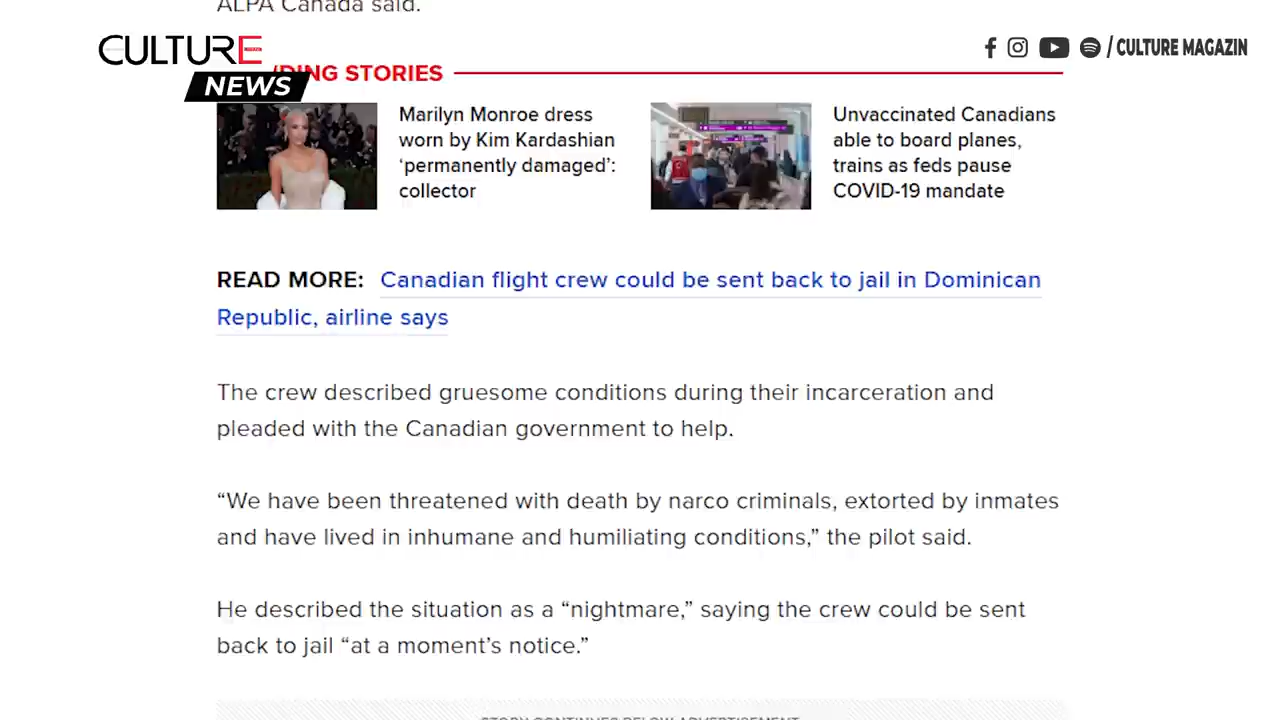 ALPA Canada said.
CULTURE
NEWS
/ CULTURE MAGAZIN
DING STORIES
Marilyn Monroe dress
worn by Kim Kardashian
‘permanently damaged’:
collector
Unvaccinated Canadians
able to board planes,
trains as feds pause
COVID-19 mandate
READ MORE: Canadian flight crew could be sent back to jail in Dominican
Republic, airline says
The crew described gruesome conditions during their incarceration and
pleaded with the Canadian government to help.
“We have been threatened with death by narco criminals, extorted by inmates
and have lived in inhumane and humiliating conditions,” the pilot said.
He described the situation as a “nightmare,” saying the crew could be sent
back to jail “at a moment’s notice.”
STORY CONTINUES BELOW ADVERTISEMENT